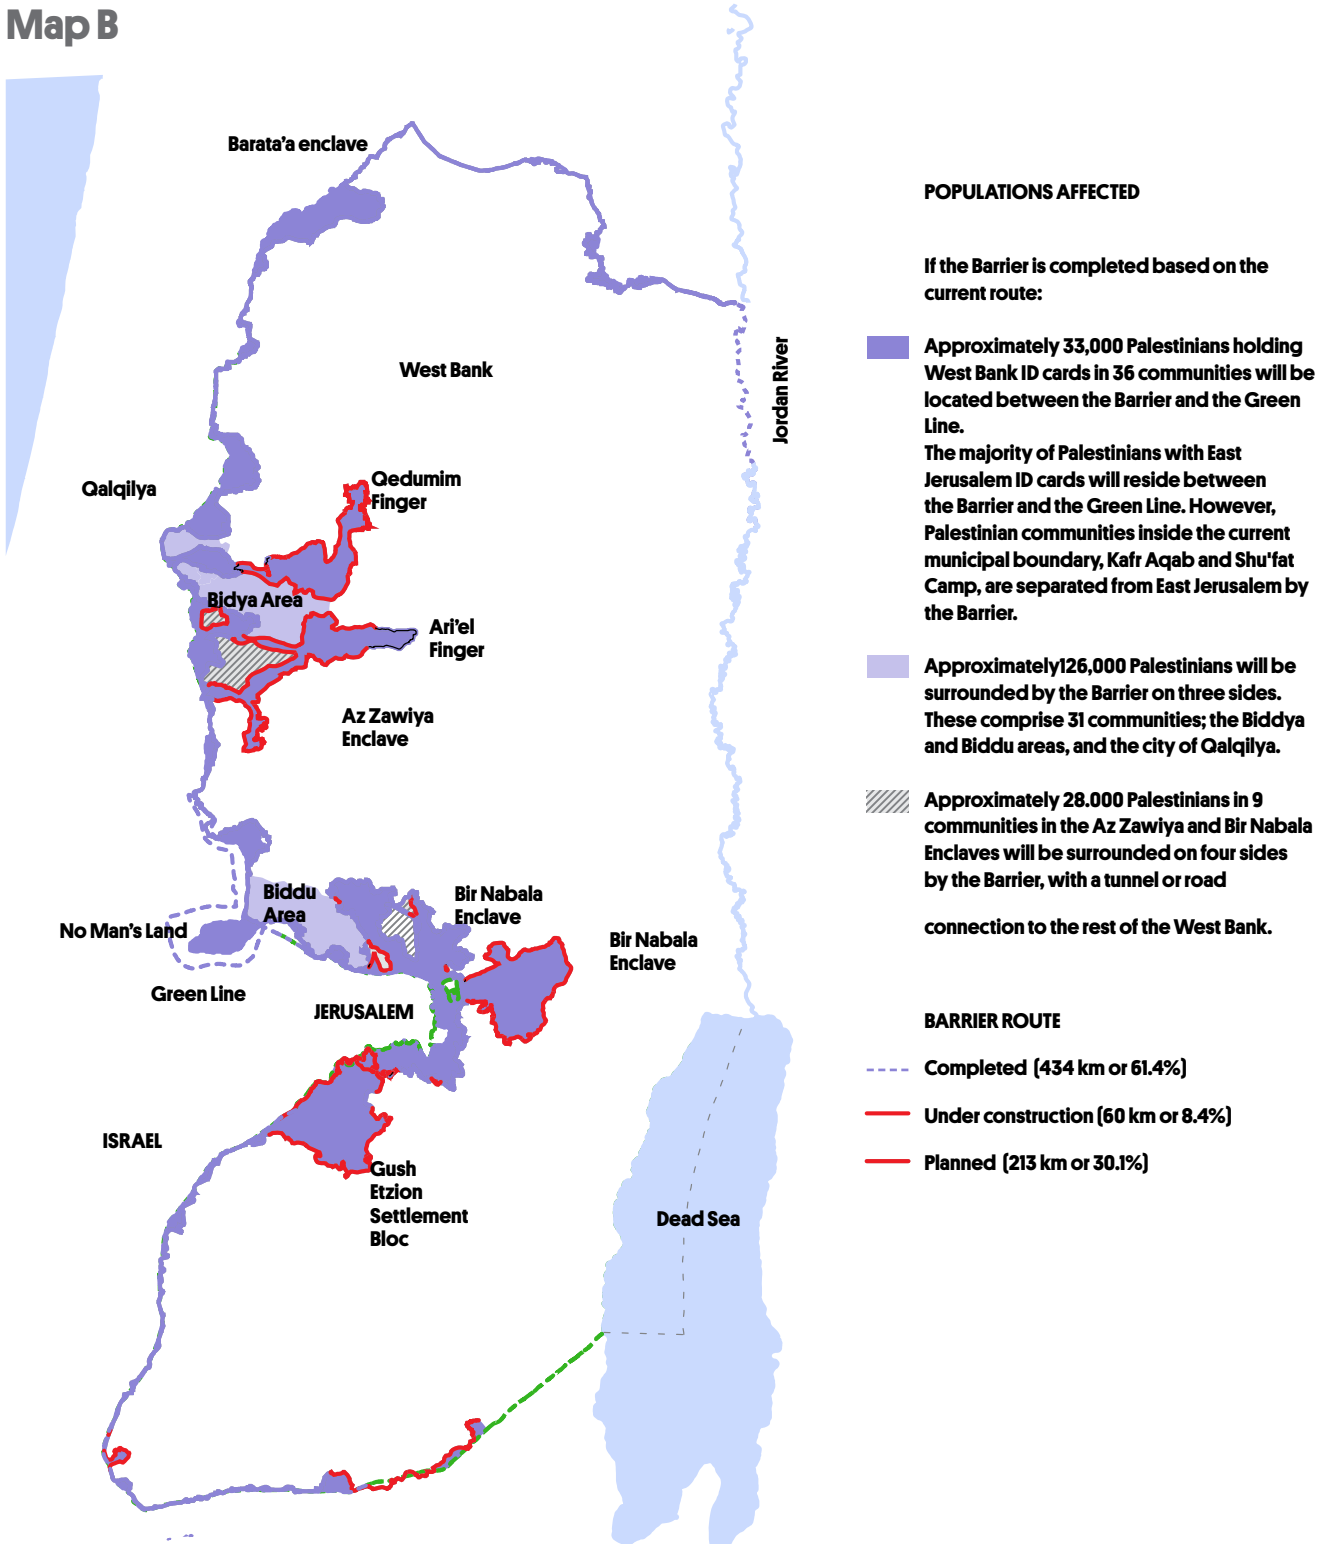 Map B
Barata'a enclave
West Bank
Jordan River
Qalqilya
Qedumim
Finger
Bidya Area
Ari'el
Finger
Az Zawiya
Enclave
Biddu
Area
Bir Nabala
Enclave
No Man's Land
Bir Nabala
Enclave
Green Line
JERUSALEM
ISRAEL
Gush
Etzion
Settlement
Bloc
Dead Sea
POPULATIONS AFFECTED
If the Barrier is completed based on the
current route:
Approximately 33,000 Palestinians holding
West Bank ID cards in 36 communities will be
located between the Barrier and the Green
Line.
The majority of Palestinians with East
Jerusalem ID cards will reside between
the Barrier and the Green Line. However,
Palestinian communities inside the current
municipal boundary, Kafr Aqab and Shu'fat
Camp, are separated from East Jerusalem by
the Barrier.
Approximately126,000 Palestinians will be
surrounded by the Barrier on three sides.
These comprise 31 communities; the Biddya
and Biddu areas, and the city of Qalqilya.
Approximately 28.000 Palestinians in 9
communities in the Az Zawiya and Bir Nabala
Enclaves will be surrounded on four sides
by the Barrier, with a tunnel or road
connection to the rest of the West Bank.
BARRIER ROUTE
Completed (434 km or 61.4%)
Under construction (60 km or 8.4%)
Planned (213 km or 30.1%)